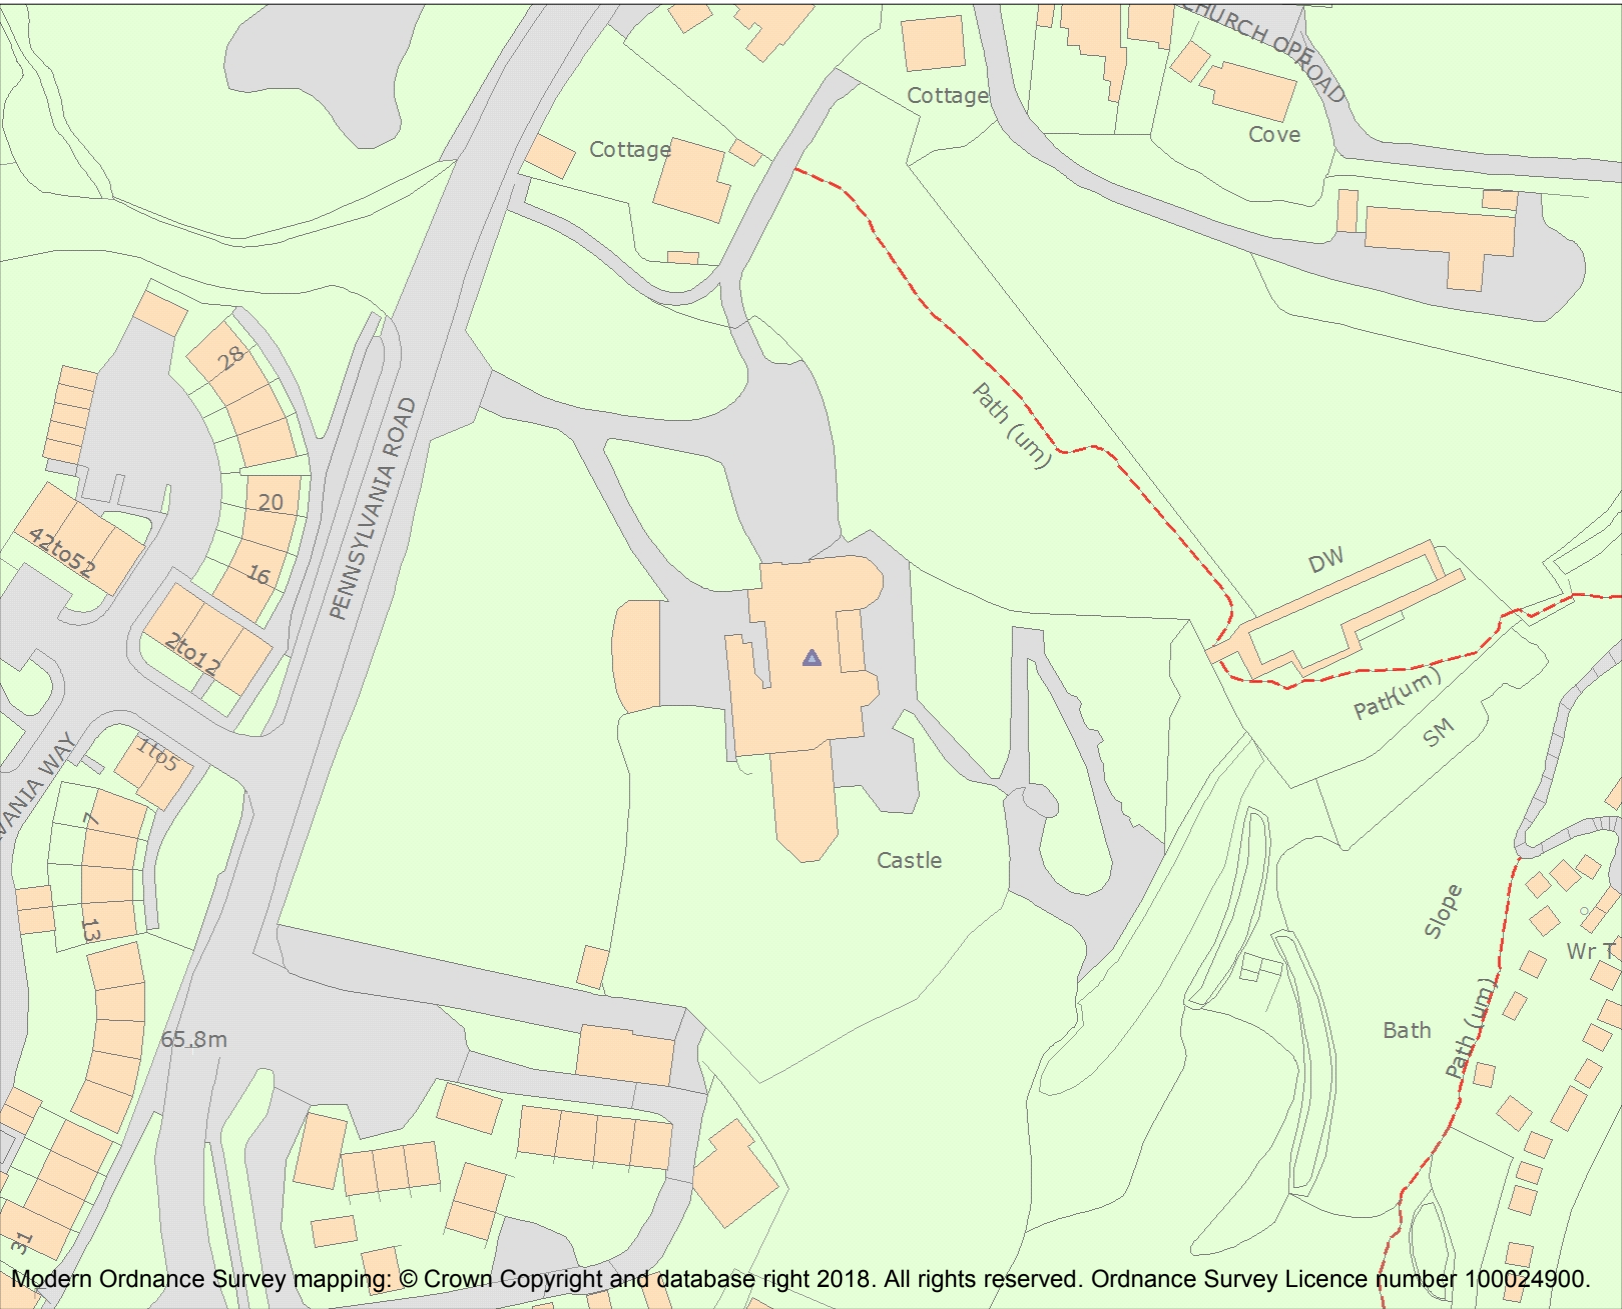 CHURCH OPE
ROAD
Cottage
Cottage
Cove
28
Path (um)
PENNSYLVANIA ROAD
20
42to52
16
DW
2to12
Path(um)
SM
VANIA WAY
1to5
7
Castle
Slope
13
Wr T
65.8m
Bath
Path (um)
31
Modern Ordnance Survey mapping: © Crown Copyright and database right 2018. All rights reserved. Ordnance Survey Licence number 100024900.